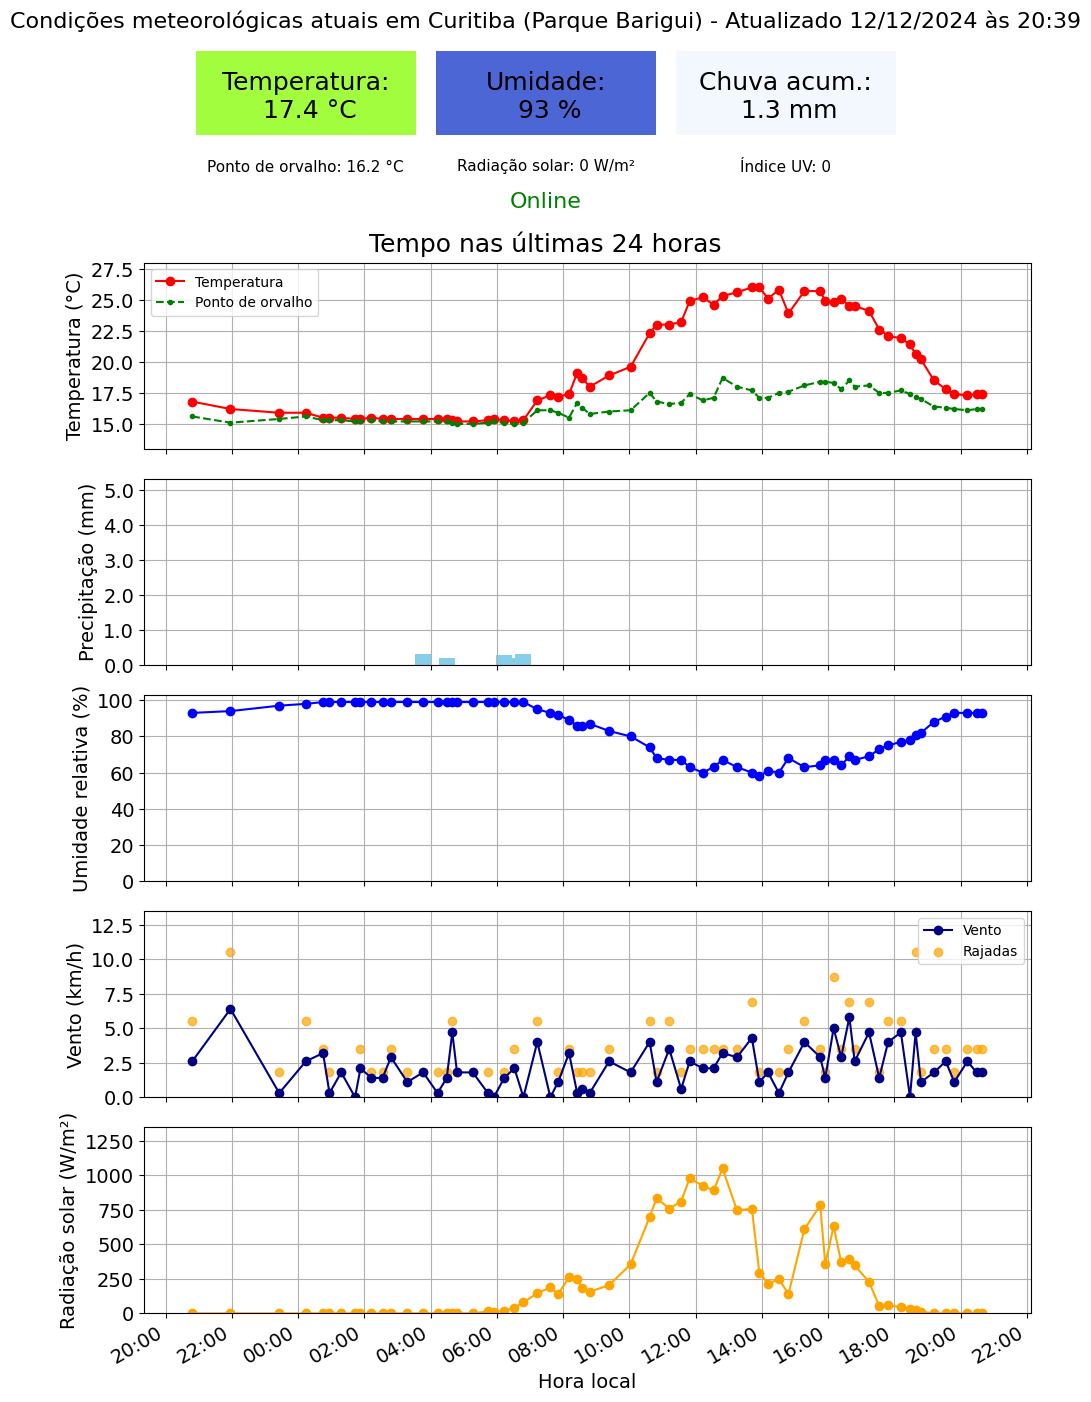 Condições meteorológicas atuais em Curitiba (Parque Barigui) - Atualizado 12/12/2024 às 20:39
Temperatura:
17.4 °C
Umidade:
93 %
Chuva acum.:
1.3 mm
Ponto de orvalho: 16.2 °C
Radiação solar: 0 W/m²
Índice UV: 0
Online
Tempo nas últimas 24 horas
Temperatura (°C)
27.5
25.0
22.5
20.0
17.5
15.0
Temperatura
Ponto de orvalho
Precipitação (mm)
5.0
4.0
3.0
2.0
1.0
0.0
Umidade relativa (%)
100
80
60
40
20
0
Vento (km/h)
12.5
10.0
7.5
5.0
2.5
0.0
Vento
Rajadas
Radiação solar (W/m²)
1250
1000
750
500
250
0
20:00 22:00 00:00 02:00 04:00 06:00 08:00 10:00 12:00 14:00 16:00 18:00 20:00 22:00
Hora local